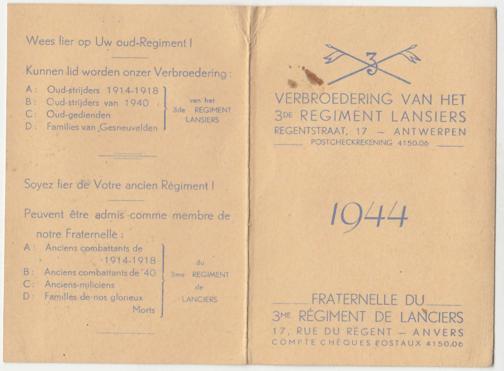 Wees fier op Uw oud-Regiment !
Kunnen lid worden onzer Verbroedering :
A : Oud-strijders 1914-1918
B : Oud-strijders van 1940
C : Oud-gedienden
D : Families van Gesneuvelden
van het
3de REGIMENT
LANSIERS
Soyez fier de Votre ancien Régiment !
Peuvent être admis comme membre de
notre Fraternelle :
A : Anciens combattants de
1914-1918
B : Anciens combattants de '40
C : Anciens-miliciens
D : Familles de nos glorieux
Morts
du
3me REGIMENT
de
LANCIERS
3
VERBROEDERING VAN HET
3DE REGIMENT LANSIERS
REGENTSTRAAT, 17 — ANTWERPEN
POSTCHECKREKENING 4150.06
1944
FRATERNELLE DU
3ME RÉGIMENT DE LANCIERS
17, RUE DU REGENT — ANVERS
COMPTE CHÈQUES POSTAUX 4150.06